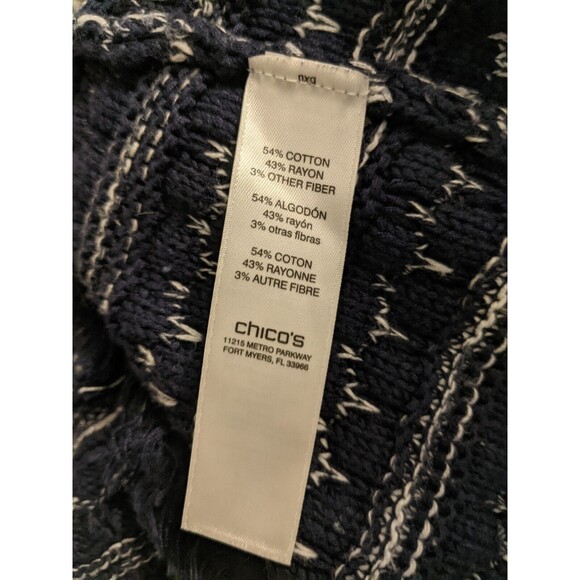 nxg
54% COTTON
43% RAYON
3% OTHER FIBER
54% ALGODÓN
43% rayón
3% otras fibras
54% COTON
43% RAYONNE
3% AUTRE FIBRE
chico's
11215 METRO PARKWAY
FORT MYERS, FL 33966